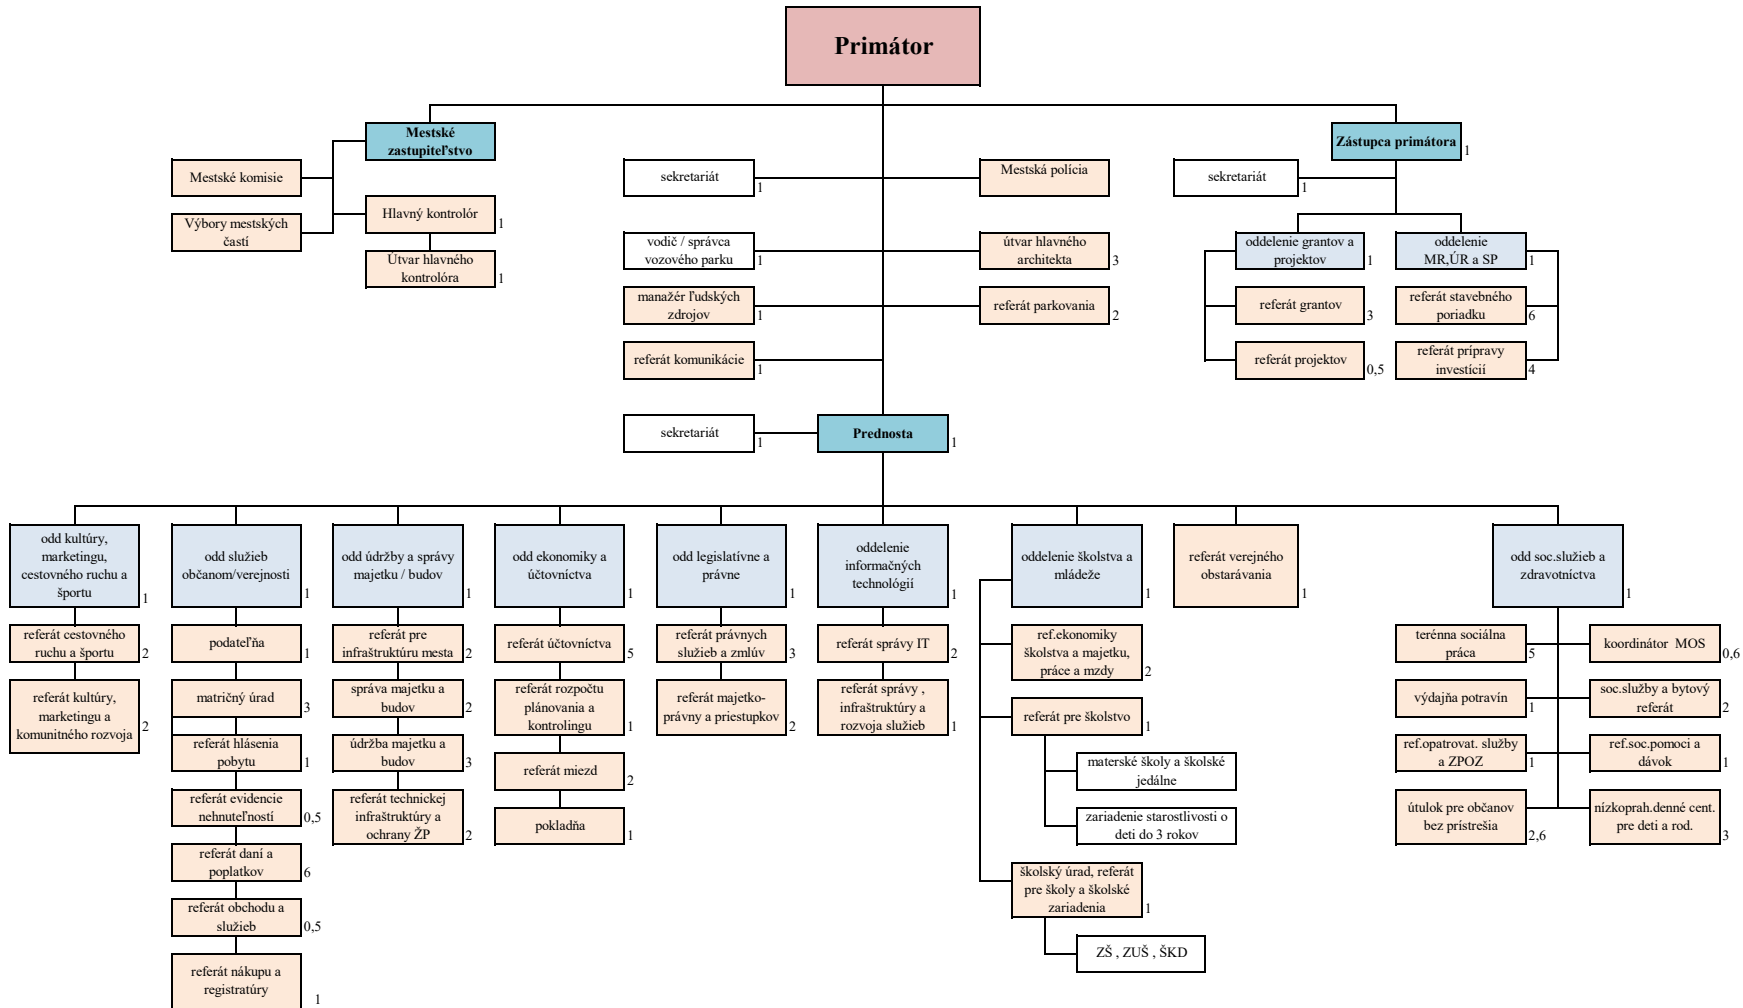 Primátor
Mestské
zastupiteľstvo
Mestské komisie
Výbory mestských
častí
Hlavný kontrolór
1
Útvar hlavného
kontrolóra
1
sekretariát
1
Mestská polícia
vodič / správca
vozového parku
1
útvar hlavného
architekta
3
manažér ľudských
zdrojov
1
referát parkovania
2
referát komunikácie
1
Zástupca primátora
1
sekretariát
1
oddelenie grantov a
projektov
1
referát grantov
3
referát projektov
0,5
oddelenie
MR,ÚR a SP
1
referát stavebného
poriadku
6
referát prípravy
investícií
4
sekretariát
1
Prednosta
1
odd kultúry,
marketingu,
cestovného ruchu a
športu
1
referát cestovného
ruchu a športu
2
referát kultúry,
marketingu a
komunitného rozvoja
2
odd služieb
občanom/verejnosti
1
podateľňa
1
matričný úrad
3
referát hlásenia
pobytu
1
referát evidencie
nehnuteľností
0,5
referát daní a
poplatkov
6
referát obchodu a
služieb
0,5
referát nákupu a
registratúry
1
odd údržby a správy
majetku / budov
1
referát pre
infraštruktúru mesta
2
správa majetku a
budov
2
údržba majetku a
budov
3
referát technickej
infraštruktúry a
ochrany ŽP
2
odd ekonomiky a
účtovníctva
1
referát účtovníctva
5
referát rozpočtu
plánovania a
kontrolingu
1
referát miezd
2
pokladňa
1
odd legislatívne a
právne
1
referát právnych
služieb a zmlúv
3
referát majetko-
právny a priestupkov
2
oddelenie
informačných
technológií
1
referát správy IT
2
referát správy ,
infraštruktúry a
rozvoja služieb
1
oddelenie školstva a
mládeže
1
ref.ekonomiky
školstva a majetku,
práce a mzdy
2
referát pre školstvo
1
materské školy a školské
jedálne
zariadenie starostlivosti o
deti do 3 rokov
školský úrad, referát
pre školy a školské
zariadenia
1
ZŠ , ZUŠ , ŠKD
referát verejného
obstarávania
1
odd soc.služieb a
zdravotníctva
1
terénna sociálna
práca
5
koordinátor  MOS
0,6
výdajňa potravín
1
soc.služby a bytový
referát
2
ref.opatrovat. služby
a ZPOZ
1
ref.soc.pomoci a
dávok
1
útulok pre občanov
bez prístrešia
2,6
nízkoprah.denné cent.
pre deti a rod.
3